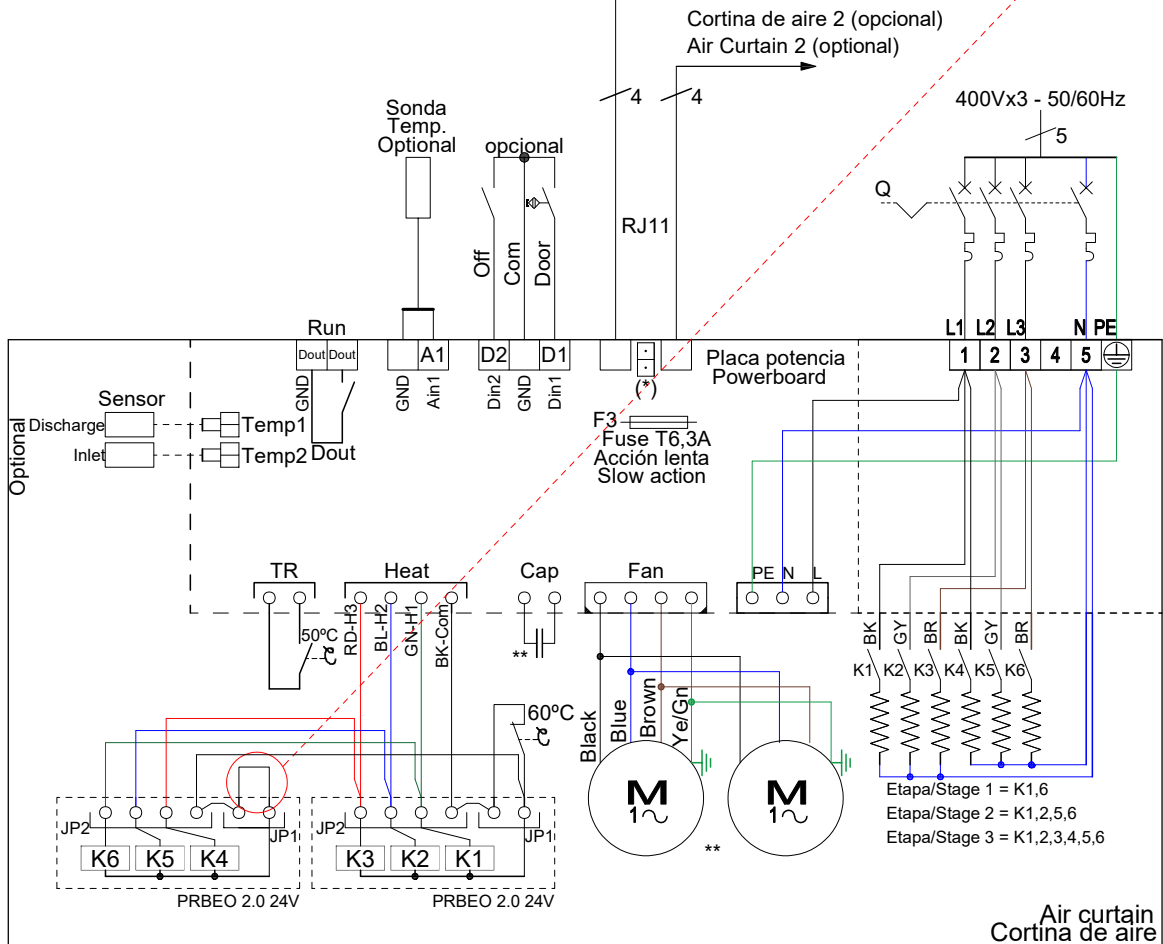 Cortina de aire 2 (opcional)
Air Curtain 2 (optional)
4
4
400Vx3 - 50/60Hz
5
Sonda
Temp.
Optional
opcional
Q
RJ11
Off
Com
Door
Run
L1
L2
L3
N
PE
Dout
Dout
A1
D2
D1
1
2
3
4
5
GND
GND
Ain1
Din2
GND
Din1
(*)
Placa potencia
Powerboard
Optional
Sensor
Discharge
Inlet
Temp1
Temp2
Dout
F3
Fuse T6,3A
Acción lenta
Slow action
TR
Heat
Cap
Fan
PE
N
L
50ºC
RD-H3
BL-H2
GN-H1
BK-Com
**
60ºC
Black
Blue
Brown
Ye/Gn
BK
GY
BR
BK
GY
BR
K1
K2
K3
K4
K5
K6
M
1
M
1
**
Etapa/Stage 1 = K1,6
Etapa/Stage 2 = K1,2,5,6
Etapa/Stage 3 = K1,2,3,4,5,6
JP2
JP1
JP2
JP1
K6
K5
K4
K3
K2
K1
PRBEO 2.0 24V
PRBEO 2.0 24V
Air curtain
Cortina de aire